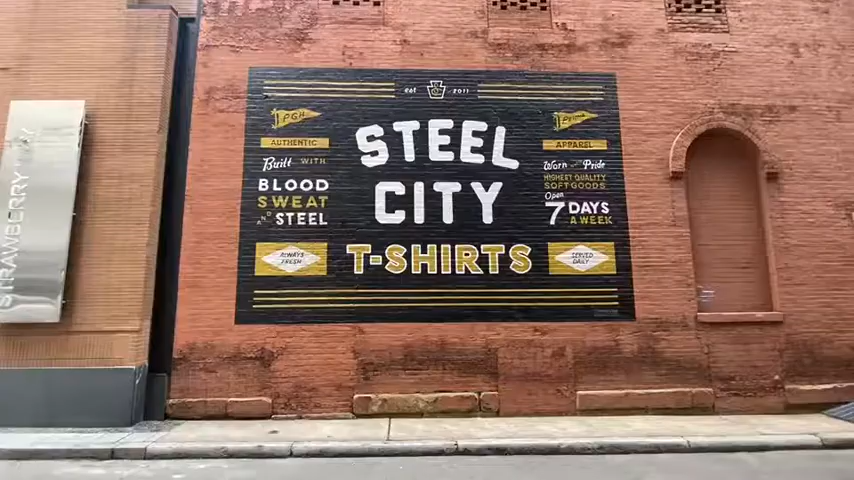 STRAWBERRY
EST 2011
PGH
AUTHENTIC
Built WITH
BLOOD
SWEAT
AND STEEL
ALWAYS
FRESH
STEEL
CITY
T-SHIRTS
APPAREL
Worn with Pride
HIGHEST QUALITY
SOFT GOODS
Open
7 DAYS
A WEEK
SERVED
DAILY